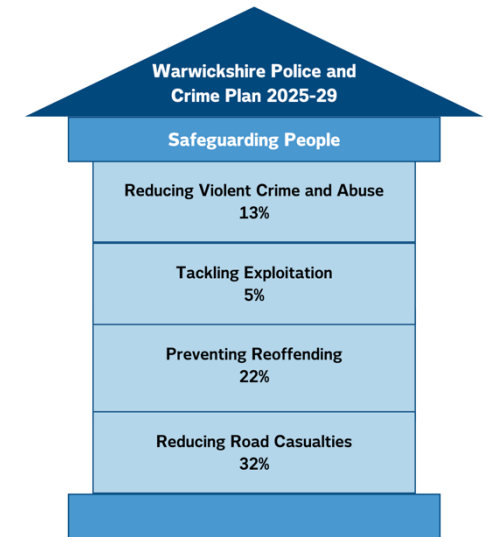 Warwickshire Police and
Crime Plan 2025-29
Safeguarding People
Reducing Violent Crime and Abuse
13%
Tackling Exploitation
5%
Preventing Reoffending
22%
Reducing Road Casualties
32%